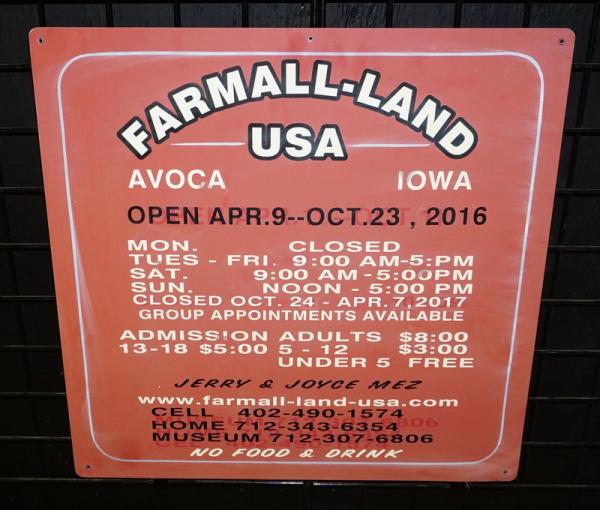 FARMALL-LAND
USA
AVOCA IOWA
OPEN APR.9--OCT.23 , 2016
MON. CLOSED
TUES - FRI. 9:00 AM-5:PM
SAT. 9:00 AM -5:00PM
SUN. NOON - 5:00 PM
CLOSED OCT. 24 - APR.7, 2017
GROUP APPOINTMENTS AVAILABLE
ADMISSION ADULTS $8:00
13-18 $5:00 5 - 12 $3:00
UNDER 5 FREE
JERRY & JOYCE MEZ
www.farmall-land-usa.com
CELL 402-490-1574
HOME 712-343-6354
MUSEUM 712-307-6806
NO FOOD & DRINK